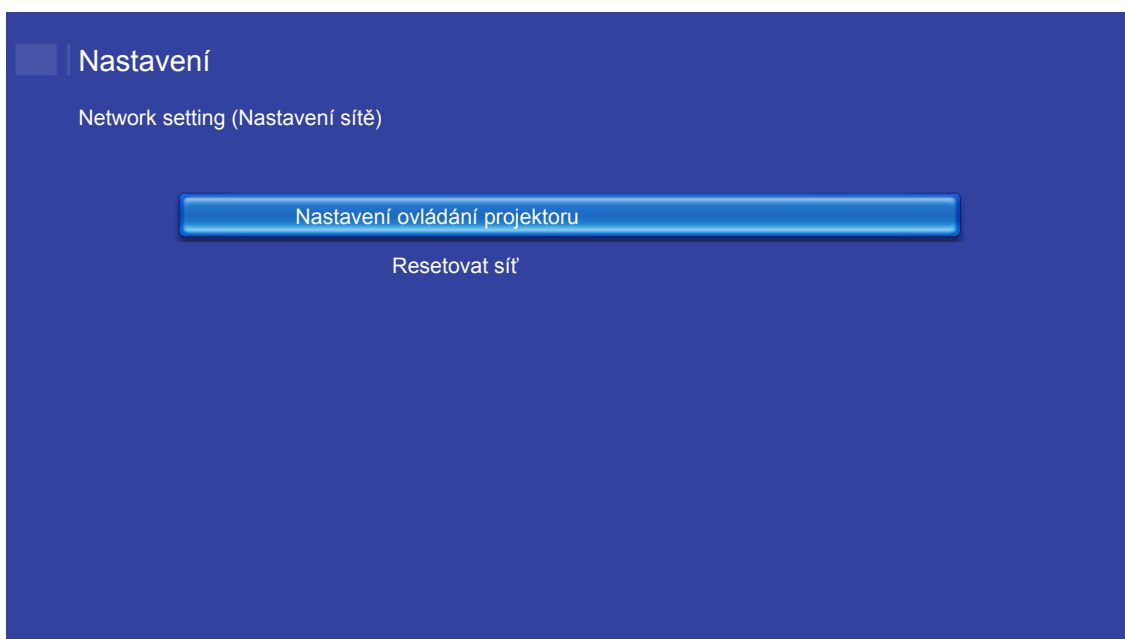 Nastavení
Network setting (Nastavení sítě)
Nastavení ovládání projektoru
Resetovat síť